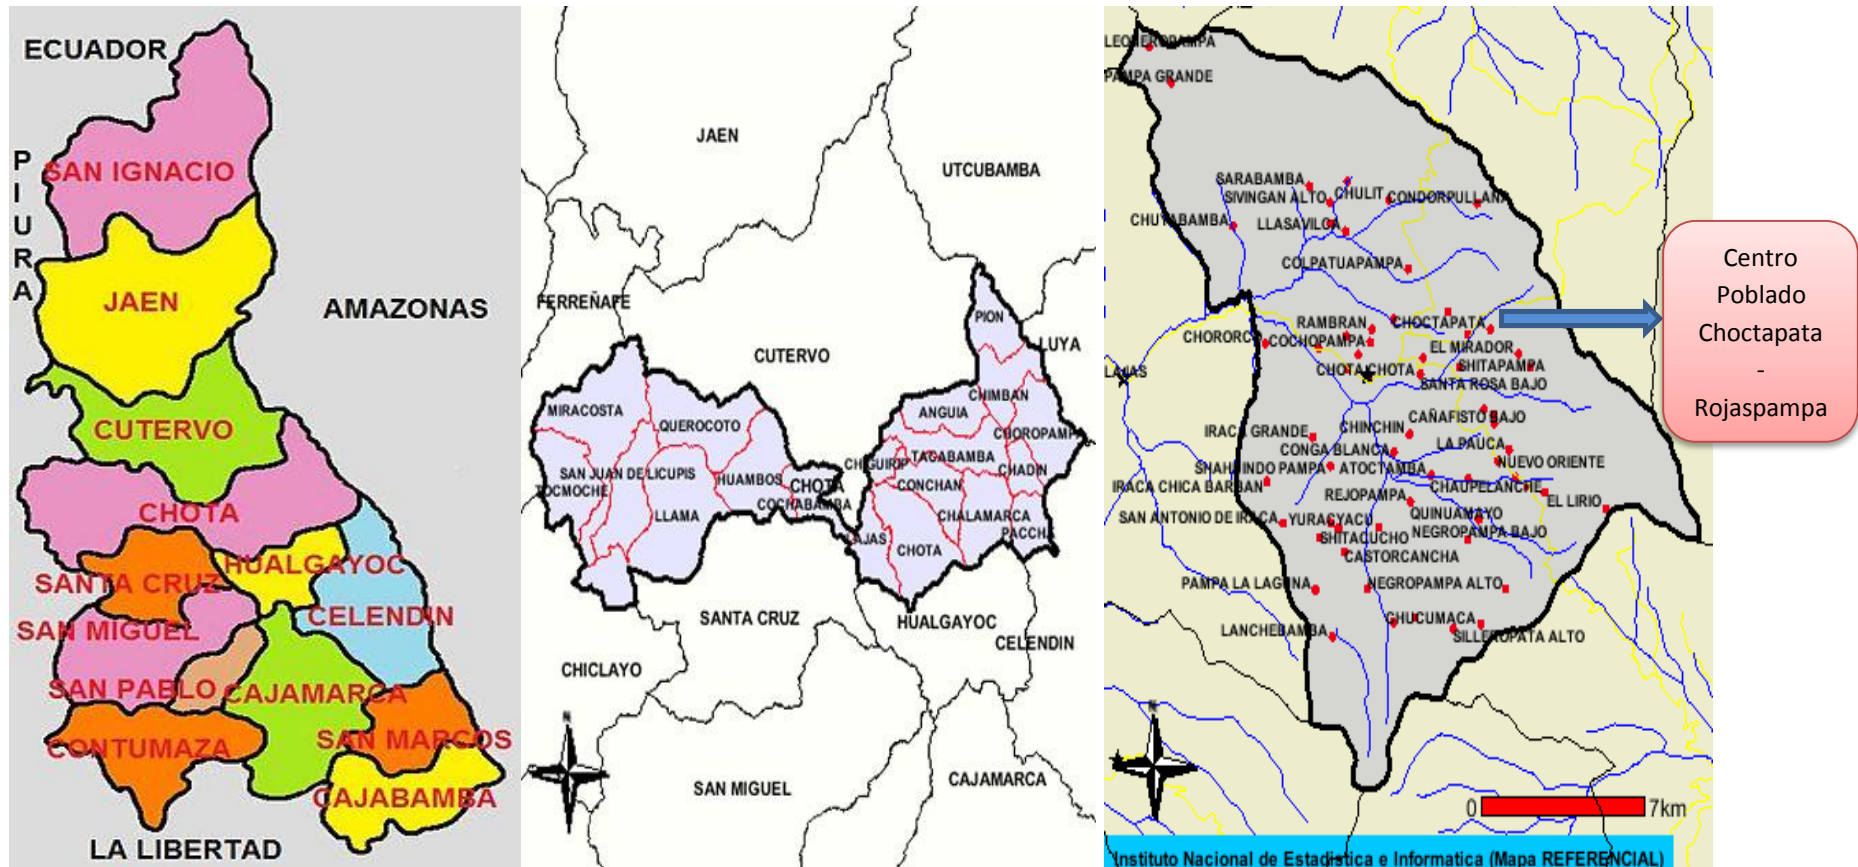 ECUADOR
P
I
U
R
A
SAN IGNACIO
JAEN
AMAZONAS
CUTERVO
CHOTA
HUALGAYOC
SANTA CRUZ
CELENDIN
SAN MIGUEL
SAN PABLO
CAJAMARCA
CONTUMAZA
SAN MARCOS
CAJABAMBA
LA LIBERTAD
JAEN
UTCUBAMBA
FERREÑAFE
PION
LUYA
CUTERVO
CHIMBAN
MIRACOSTA
ANGUIA
QUEROCOTO
CHOROPAMPA
TACABAMBA
CHIGUIRIP
SAN JUAN DE LICUPIS
CHADIN
HUAMBOS
CHOTA
CONCHAN
TOCMOCHE
COCHABAMBA
LLAMA
CHALAMARCA
PACCHA
LAJAS
CHOTA
SANTA CRUZ
HUALGAYOC
CELENDIN
CHICLAYO
N
CAJAMARCA
SAN MIGUEL
LEONEROPAMPA
PAMPA GRANDE
SARABAMBA
SIVINGAN ALTO
CHULIT
CONDORPULLANA
CHUYABAMBA
LLASAVILCA
COLPATUAPAMPA
RAMBRAN
CHOCTAPATA
CHORORCO
COCHOPAMPA
EL MIRADOR
LAJAS
CHOTA
CHOTA
SHITAPAMPA
SANTA ROSA BAJO
CAÑAFISTO BAJO
IRACA GRANDE
CHINCHIN
CONGA BLANCA
LA PAUCA
SHAHUINDO PAMPA
ATOCTAMBA
NUEVO ORIENTE
IRACA CHICA BARBAN
CHAUPELANCHE
REJOPAMPA
EL LIRIO
SAN ANTONIO DE IRACA
YURACYACU
QUINUAMAYO
SHITACUCHO
NEGROPAMPA BAJO
CASTORCANCHA
PAMPA LA LAGUNA
NEGROPAMPA ALTO
CHUCUMACA
LANCHEBAMBA
SILLEROPATA ALTO
N
0
7km
Instituto Nacional de Estadistica e Informatica (Mapa REFERENCIAL)
Centro
Poblado
Choctapata
-
Rojaspampa